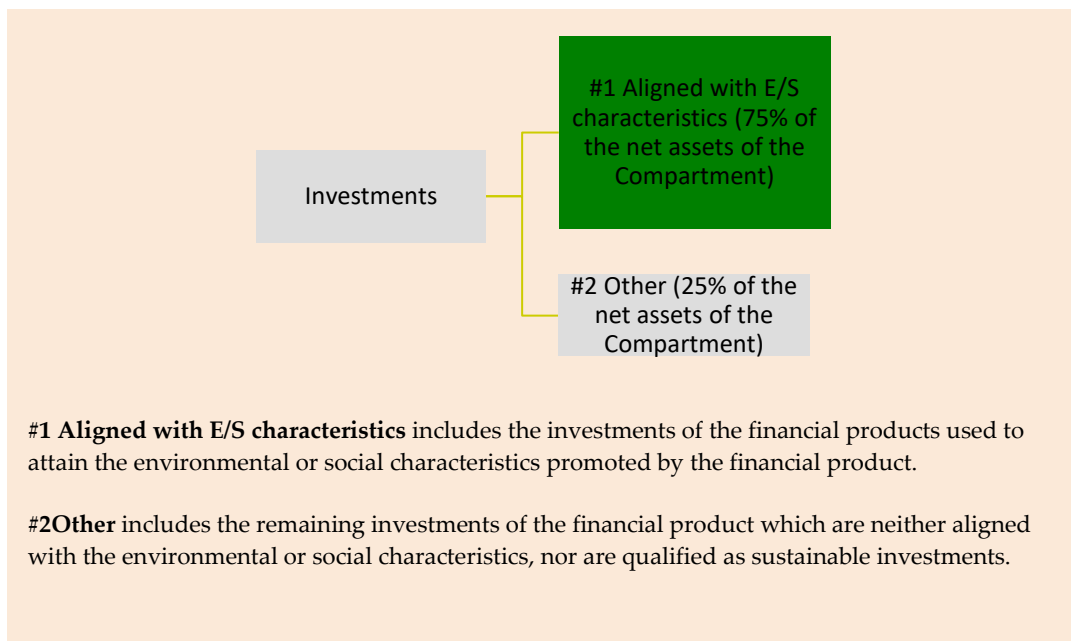 #1 Aligned with E/S
characteristics (75% of
the net assets of the
Compartment)
Investments
#2 Other (25% of the
net assets of the
Compartment)
#1 Aligned with E/S characteristics includes the investments of the financial products used to
attain the environmental or social characteristics promoted by the financial product.
#2Other includes the remaining investments of the financial product which are neither aligned
with the environmental or social characteristics, nor are qualified as sustainable investments.